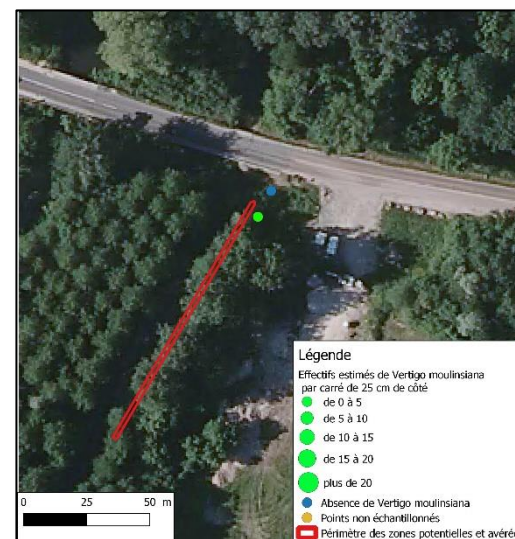 Légende
Effectifs estimés de Vertigo moulinsiana
par carré de 25 cm de côté
de 0 à 5
de 5 à 10
de 10 à 15
de 15 à 20
plus de 20
Absence de Vertigo moulinsiana
Points non échantillonnés
Périmètre des zones potentielles et avéré
0 25 50 m